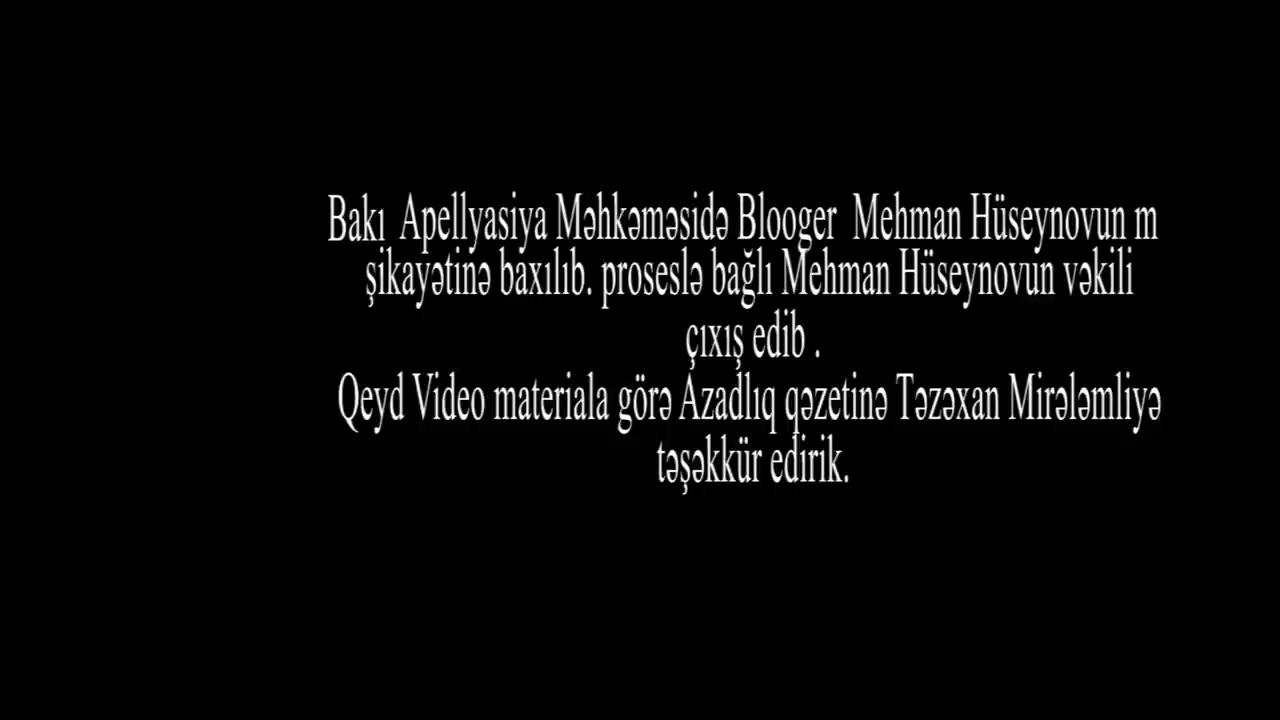 Bakı Apellyasiya Məhkəməsidə Blooger Mehman Hüseynovun m
şikayətinə baxılıb. proseslə bağlı Mehman Hüseynovun vəkili
çıxış edib .
Qeyd Video materiala görə Azadlıq qəzetinə Təzəxan Mirələmliyə
təşəkkür edirik.